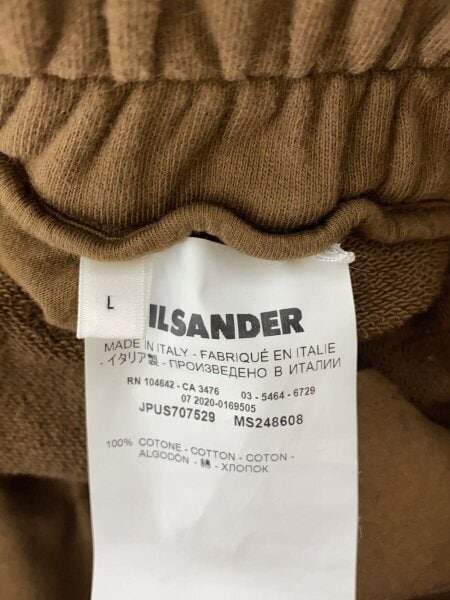 L
ILSANDER
MADE IN ITALY - FABRIQUÉ EN ITALIE
- イタリア製 - ПРОИЗВЕДЕНО В ИТАЛИИ
RN 104642 - CA 3476 03 - 5464 - 6729
07 2020-0169505
JPUS707529 MS248608
100% COTONE - COTTON - COTON -
ALGODÓN - 綿 - ХЛОПОК